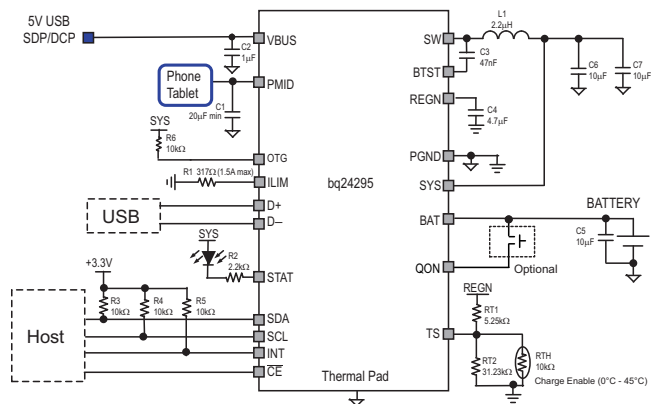 5V USB
SDP/DCP
VBUS
C2
1µF
Phone
Tablet
PMID
C1
20µF min
SYS
R6
10kΩ
OTG
R1 317Ω (1.5A max)
ILIM
D+
USB
D–
SYS
R2
2.2kΩ
STAT
+3.3V
R3
10kΩ
R4
10kΩ
R5
10kΩ
Host
SDA
SCL
INT
CE
bq24295
Thermal Pad
SW
L1
2.2µH
C3
47nF
BTST
C6
10µF
C7
10µF
REGN
C4
4.7µF
PGND
SYS
BAT
BATTERY
C5
10µF
QON
Optional
REGN
RT1
5.25kΩ
TS
RT2
31.23kΩ
RTH
10kΩ
Charge Enable (0°C - 45°C)